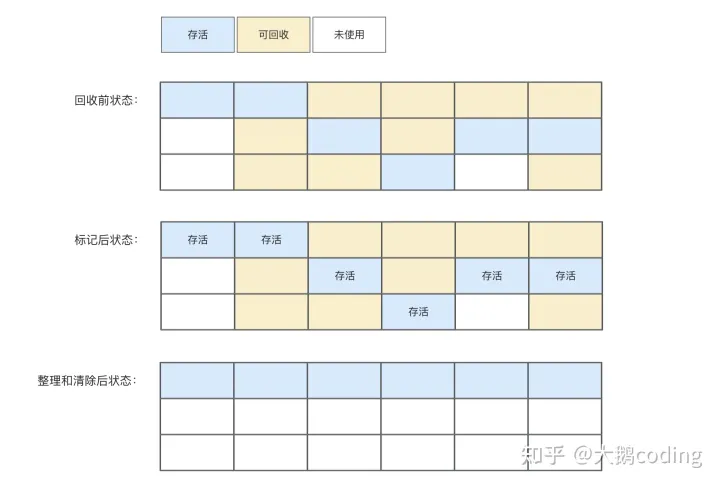 存活 可回收 未使用
回收前状态：
标记后状态：
存活 存活
存活 存活 存活
存活
整理和清除后状态：
知乎 @大鹅coding